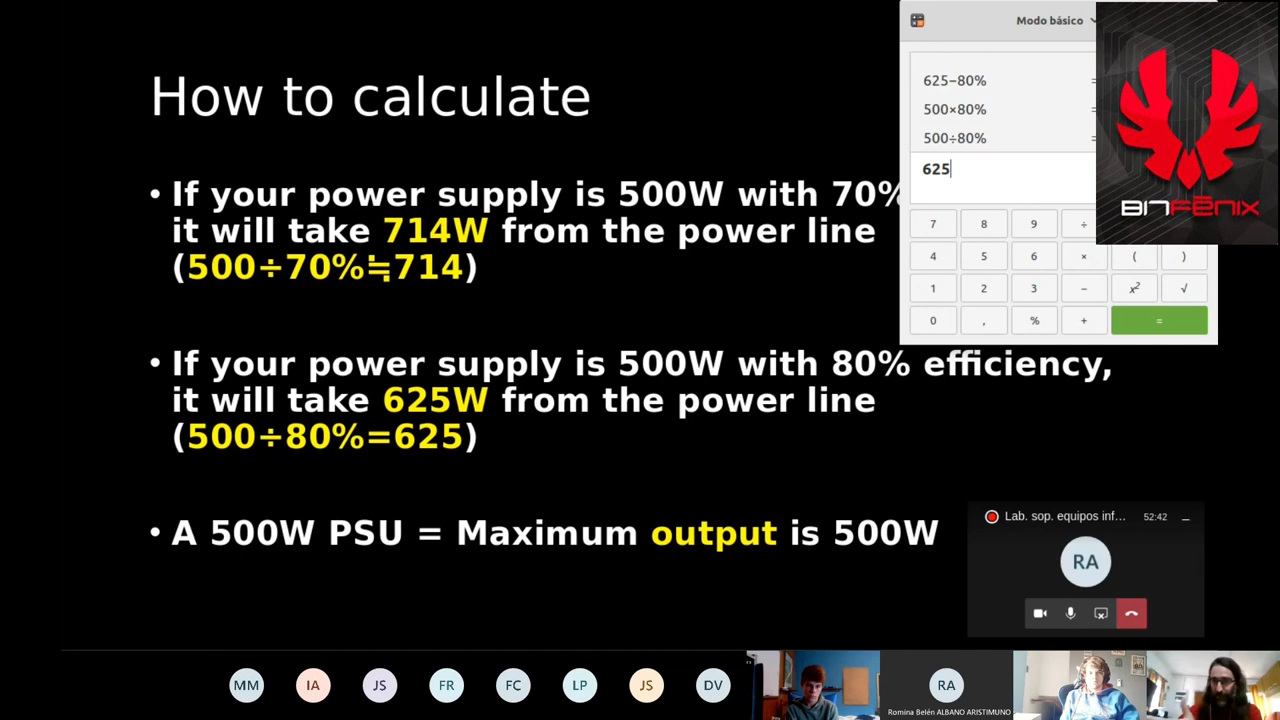 How to calculate
• If your power supply is 500W with 70%
it will take 714W from the power line
(500÷70%≒714)
• If your power supply is 500W with 80% efficiency,
it will take 625W from the power line
(500÷80%=625)
• A 500W PSU = Maximum output is 500W
Modo básico
625−80% =
500×80% =
500÷80% =
625
7 8 9 ÷
4 5 6 × ( )
1 2 3 − x² √
0 , % + =
BITFENIX
Lab. sop. equipos inf... 52:42
RA
MM IA JS FR FC LP JS DV RA
Romina Belén ALBANO ARISTIMUNO